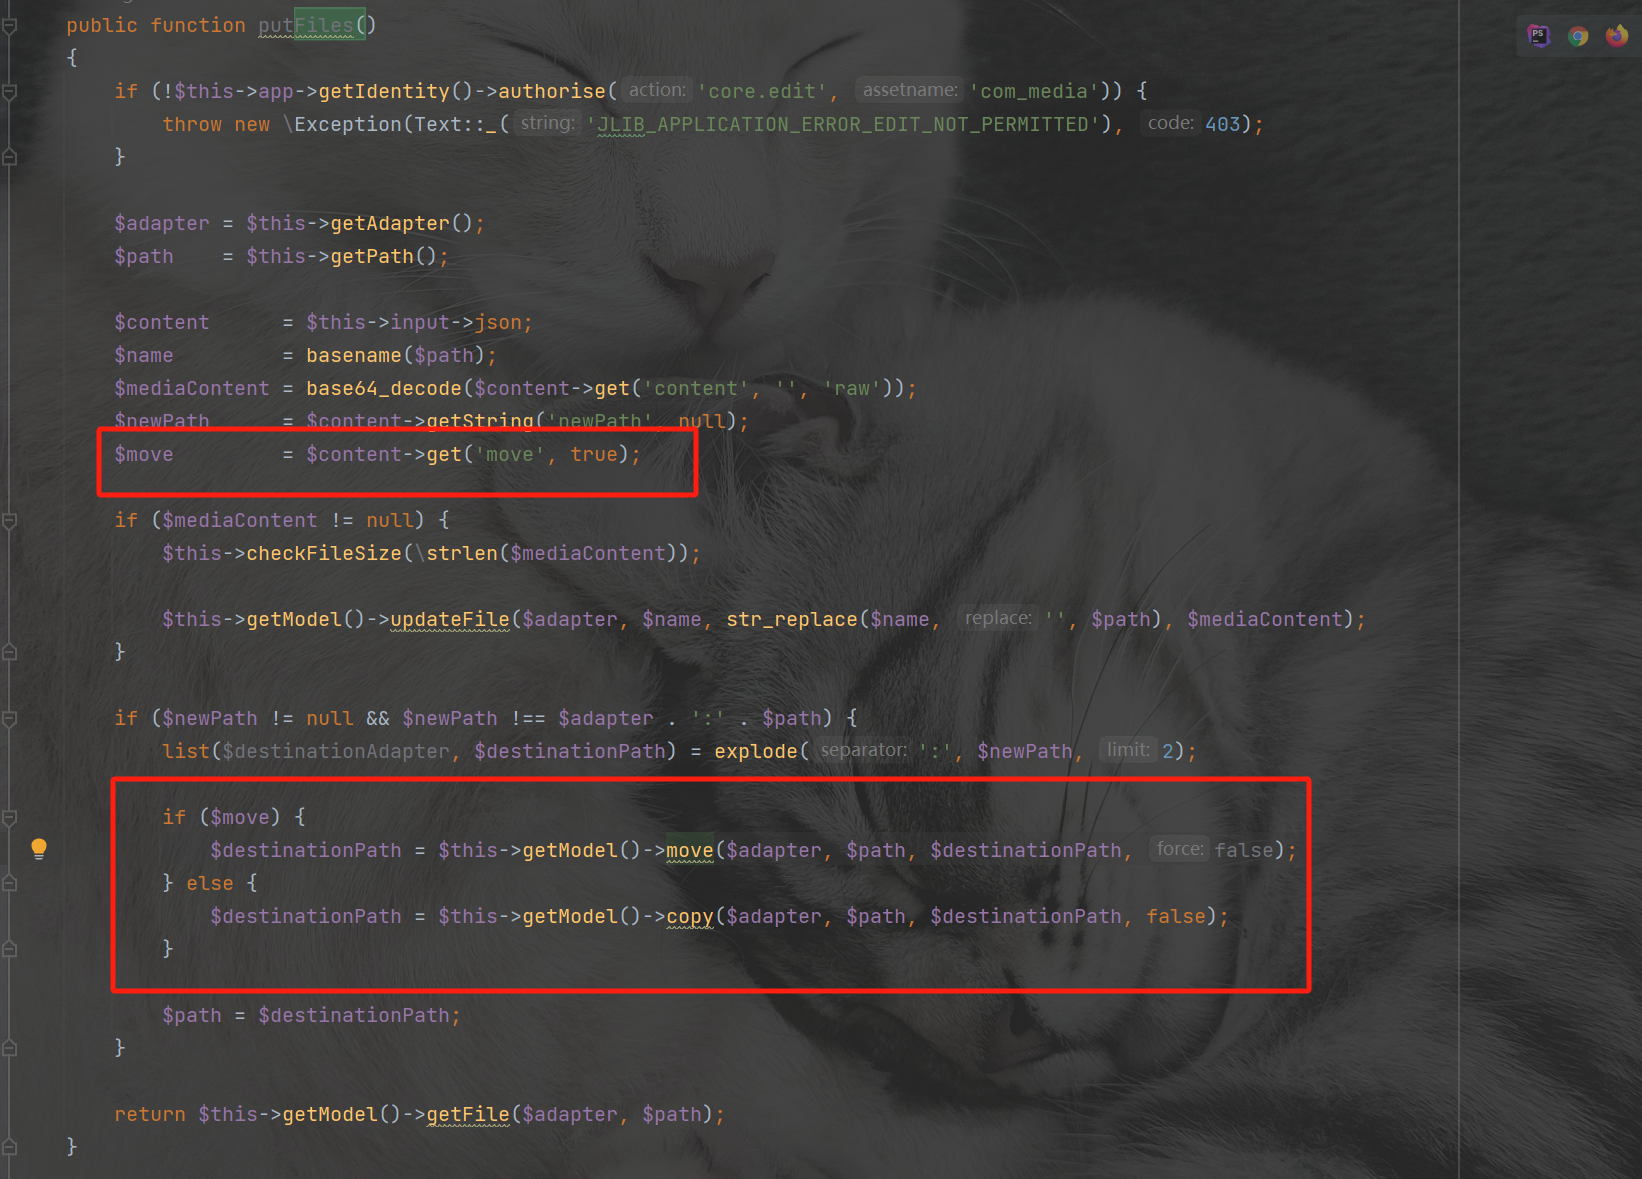 public function putFiles()
{
if (!$this->app->getIdentity()->authorise( action: 'core.edit', assetname: 'com_media')) {
throw new \Exception(Text::_( string: 'JLIB_APPLICATION_ERROR_EDIT_NOT_PERMITTED'), code: 403);
}
$adapter = $this->getAdapter();
$path = $this->getPath();
$content = $this->input->json;
$name = basename($path);
$mediaContent = base64_decode($content->get('content', '', 'raw'));
$newPath = $content->getString('newPath', null);
$move = $content->get('move', true);
if ($mediaContent != null) {
$this->checkFileSize(\strlen($mediaContent));
$this->getModel()->updateFile($adapter, $name, str_replace($name, replace: '', $path), $mediaContent);
}
if ($newPath != null && $newPath !== $adapter . ':' . $path) {
list($destinationAdapter, $destinationPath) = explode( separator: ':', $newPath, limit: 2);
if ($move) {
$destinationPath = $this->getModel()->move($adapter, $path, $destinationPath, force: false);
} else {
$destinationPath = $this->getModel()->copy($adapter, $path, $destinationPath, false);
}
$path = $destinationPath;
}
return $this->getModel()->getFile($adapter, $path);
}
PS